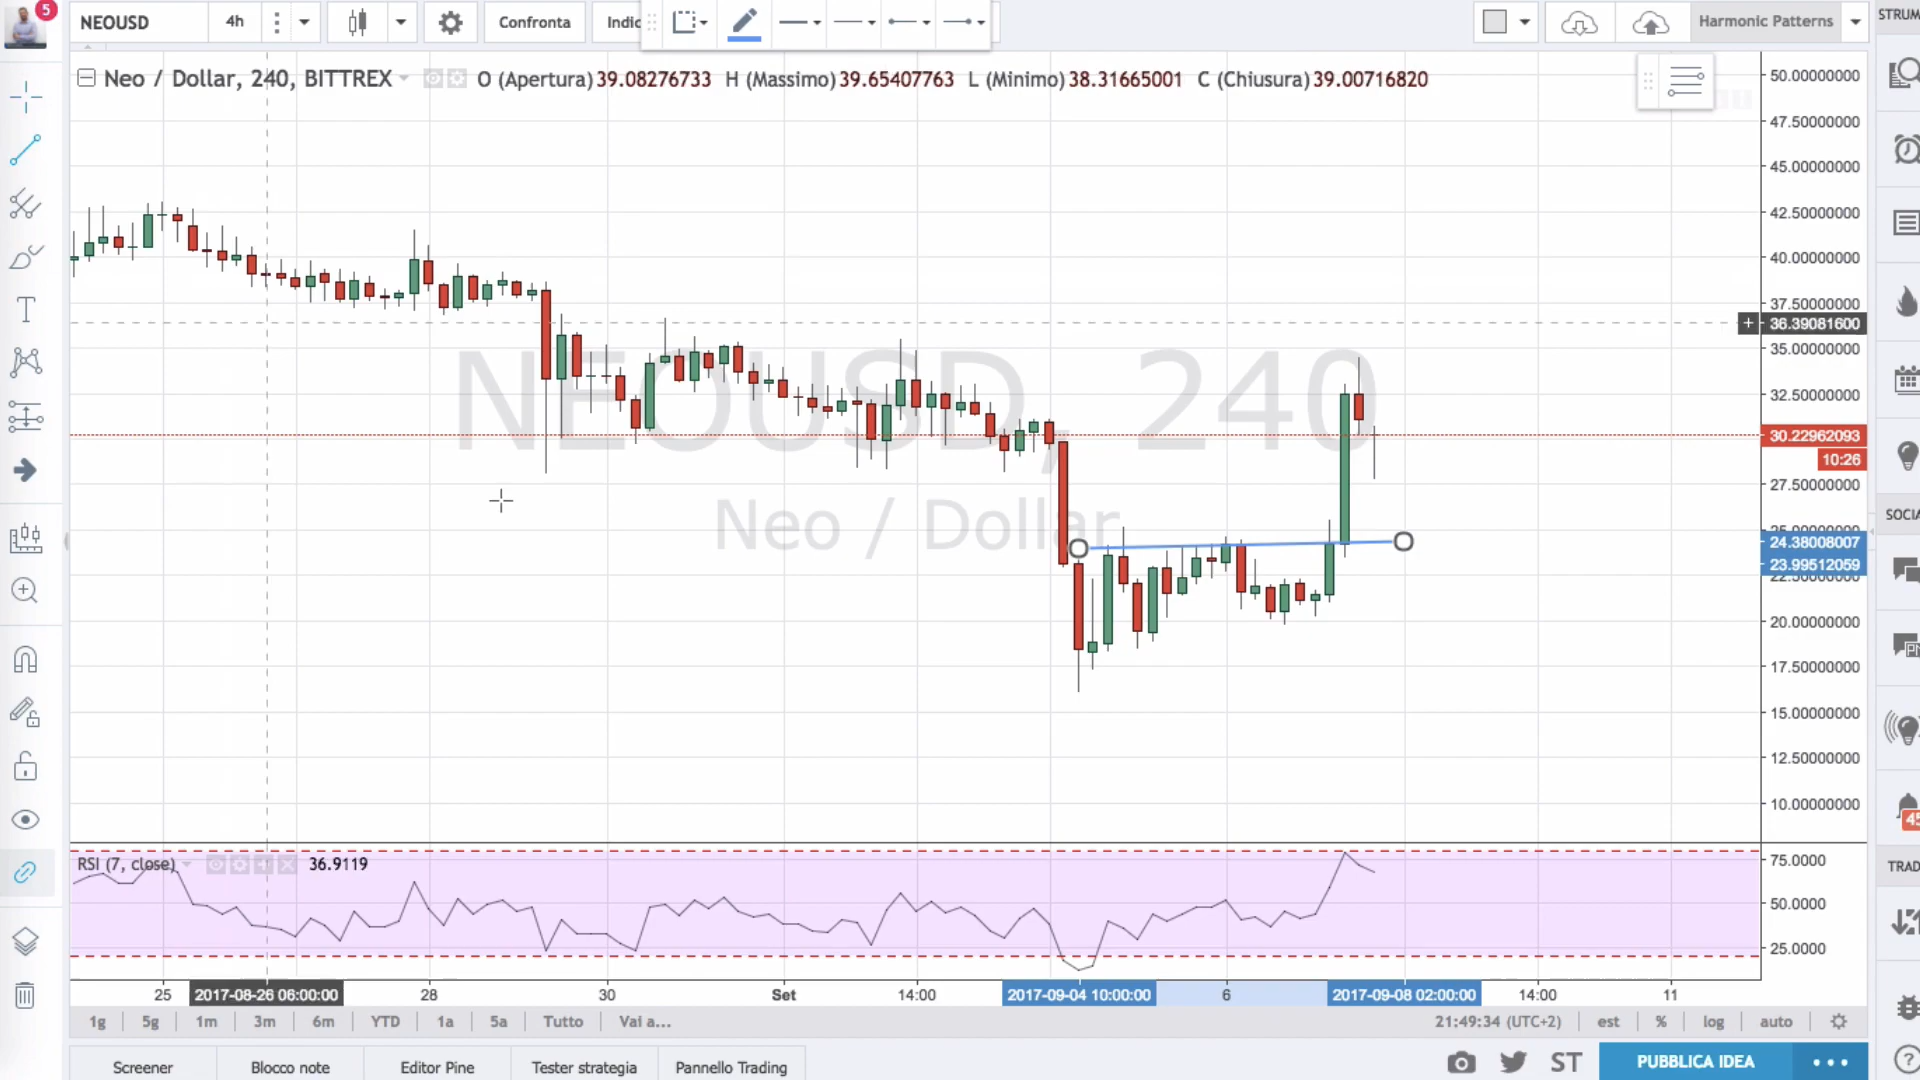 5
NEOUSD
4h
Confronta
Indic
Harmonic Patterns
STRUM
Neo / Dollar, 240, BITTREX
O (Apertura) 39.08276733 H (Massimo) 39.65407763 L (Minimo) 38.31665001 C (Chiusura) 39.00716820
50.00000000
47.50000000
45.00000000
42.50000000
40.00000000
37.50000000
36.39081600
35.00000000
32.50000000
30.22962093
10:26
27.50000000
25.00000000
24.38008007
23.99512059
22.50000000
20.00000000
17.50000000
15.00000000
12.50000000
10.00000000
NEOUSD, 240
Neo / Dollar
SOCIA
45
TRAD
RSI (7, close)
36.9119
75.0000
50.0000
25.0000
25
2017-08-26 06:00:00
28
30
Set
14:00
2017-09-04 10:00:00
6
2017-09-08 02:00:00
14:00
11
1g
5g
1m
3m
6m
YTD
1a
5a
Tutto
Vai a...
21:49:34 (UTC+2)
est
%
log
auto
Screener
Blocco note
Editor Pine
Tester strategia
Pannello Trading
ST
PUBBLICA IDEA